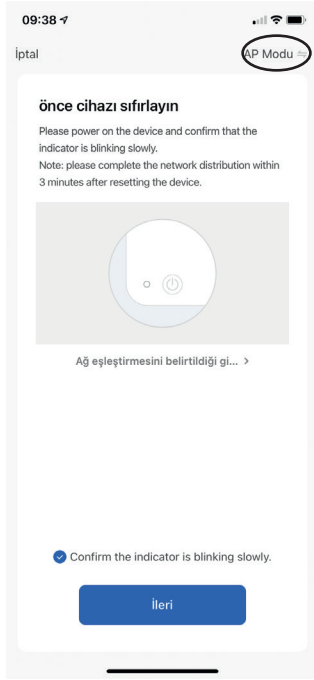 09:38
İptal
AP Modu
önce cihazı sıfırlayın
Please power on the device and confirm that the
indicator is blinking slowly.
Note: please complete the network distribution within
3 minutes after resetting the device.
Ağ eşleştirmesini belirtildiği gi... >
Confirm the indicator is blinking slowly.
İleri